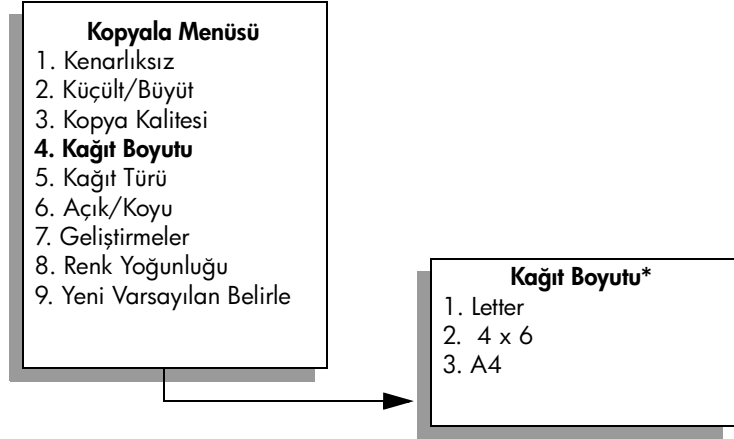 Kopyala Menüsü
1. Kenarlıksız
2. Küçült/Büyüt
3. Kopya Kalitesi
4. Kağıt Boyutu
5. Kağıt Türü
6. Açık/Koyu
7. Geliştirmeler
8. Renk Yoğunluğu
9. Yeni Varsayılan Belirle
Kağıt Boyutu*
1. Letter
2. 4 x 6
3. A4